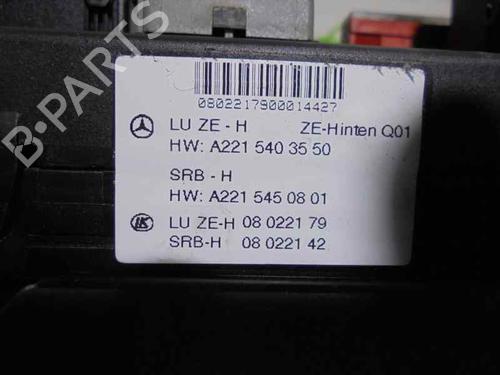 0802217900014427
LU ZE - H ZE-Hinten Q01
HW: A221 540 35 50
SRB - H
HW: A221 545 08 01
LK LU ZE-H 08 0221 79
SRB-H 08 0221 42
B-PARTS